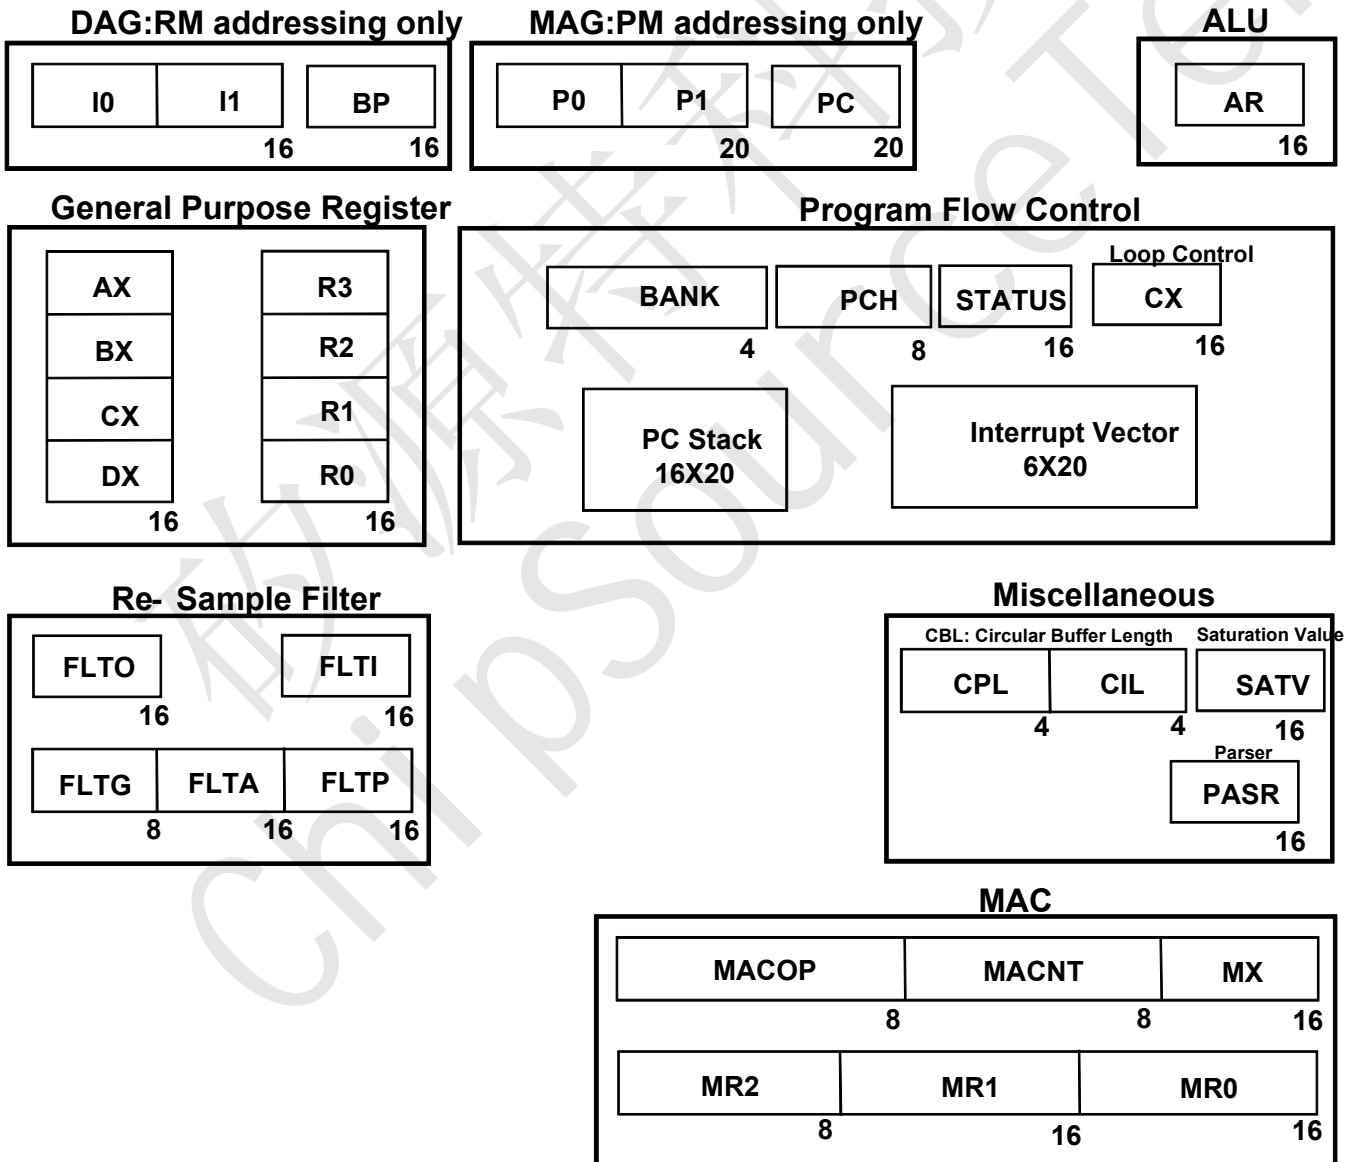 DAG:RM addressing only
MAG:PM addressing only
ALU
I0 I1 BP
16 16
P0 P1 PC
20 20
AR
16
General Purpose Register
AX R3
BX R2
CX R1
DX R0
16 16
Program Flow Control
Loop Control
BANK PCH STATUS CX
4 8 16 16
PC Stack
16X20
Interrupt Vector
6X20
Re- Sample Filter
FLTO FLTI
16 16
FLTG FLTA FLTP
8 16 16
Miscellaneous
CBL: Circular Buffer Length Saturation Value
CPL CIL SATV
4 4 16
Parser
PASR
16
MAC
MACOP MACNT MX
8 8 16
MR2 MR1 MR0
8 16 16